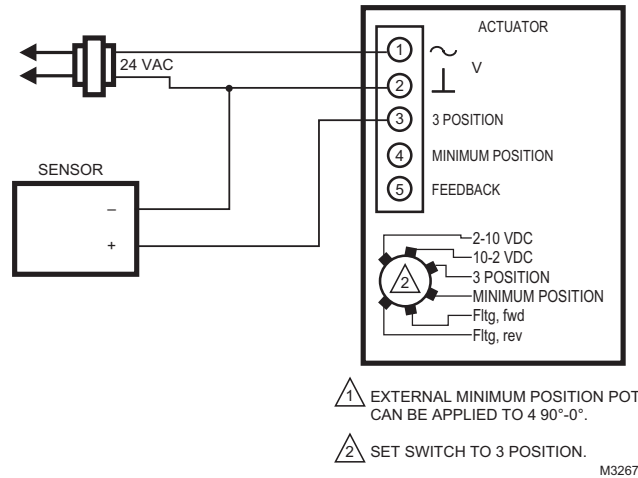 ACTUATOR
24 VAC
1
V
2
3 3 POSITION
4 MINIMUM POSITION
5 FEEDBACK
SENSOR
–
+
2-10 VDC
10-2 VDC
3 POSITION
MINIMUM POSITION
Fltg, fwd
Fltg, rev
2
1 EXTERNAL MINIMUM POSITION POT
CAN BE APPLIED TO 4 90°-0°.
2 SET SWITCH TO 3 POSITION.
M3267